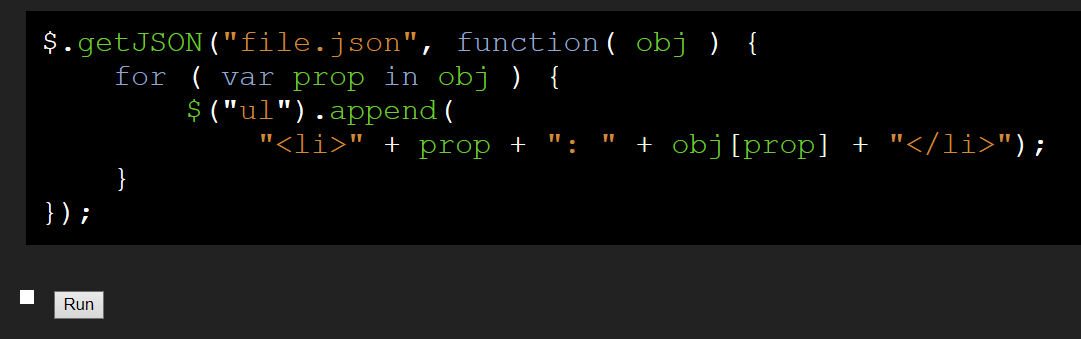 $.getJSON("file.json", function( obj ) {
    for ( var prop in obj ) {
        $("ul").append(
            "<li>" + prop + ": " + obj[prop] + "</li>");
    }
});
Run